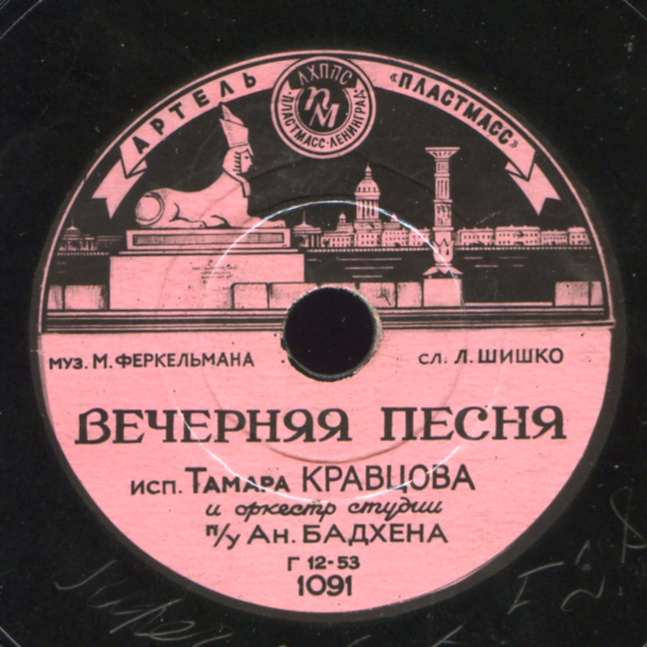 АРТЕЛЬ «ПЛАСТМАСС»
ЛХППС
ПМ
ПЛАСТМАСС-ЛЕНИНГРАД
МУЗ. М. ФЕРКЕЛЬМАНА СЛ. Л. ШИШКО
ВЕЧЕРНЯЯ ПЕСНЯ
ИСП. ТАМАРА КРАВЦОВА
и оркестр студии
п/у Ан. БАДХЕНА
Г 12-53
1091